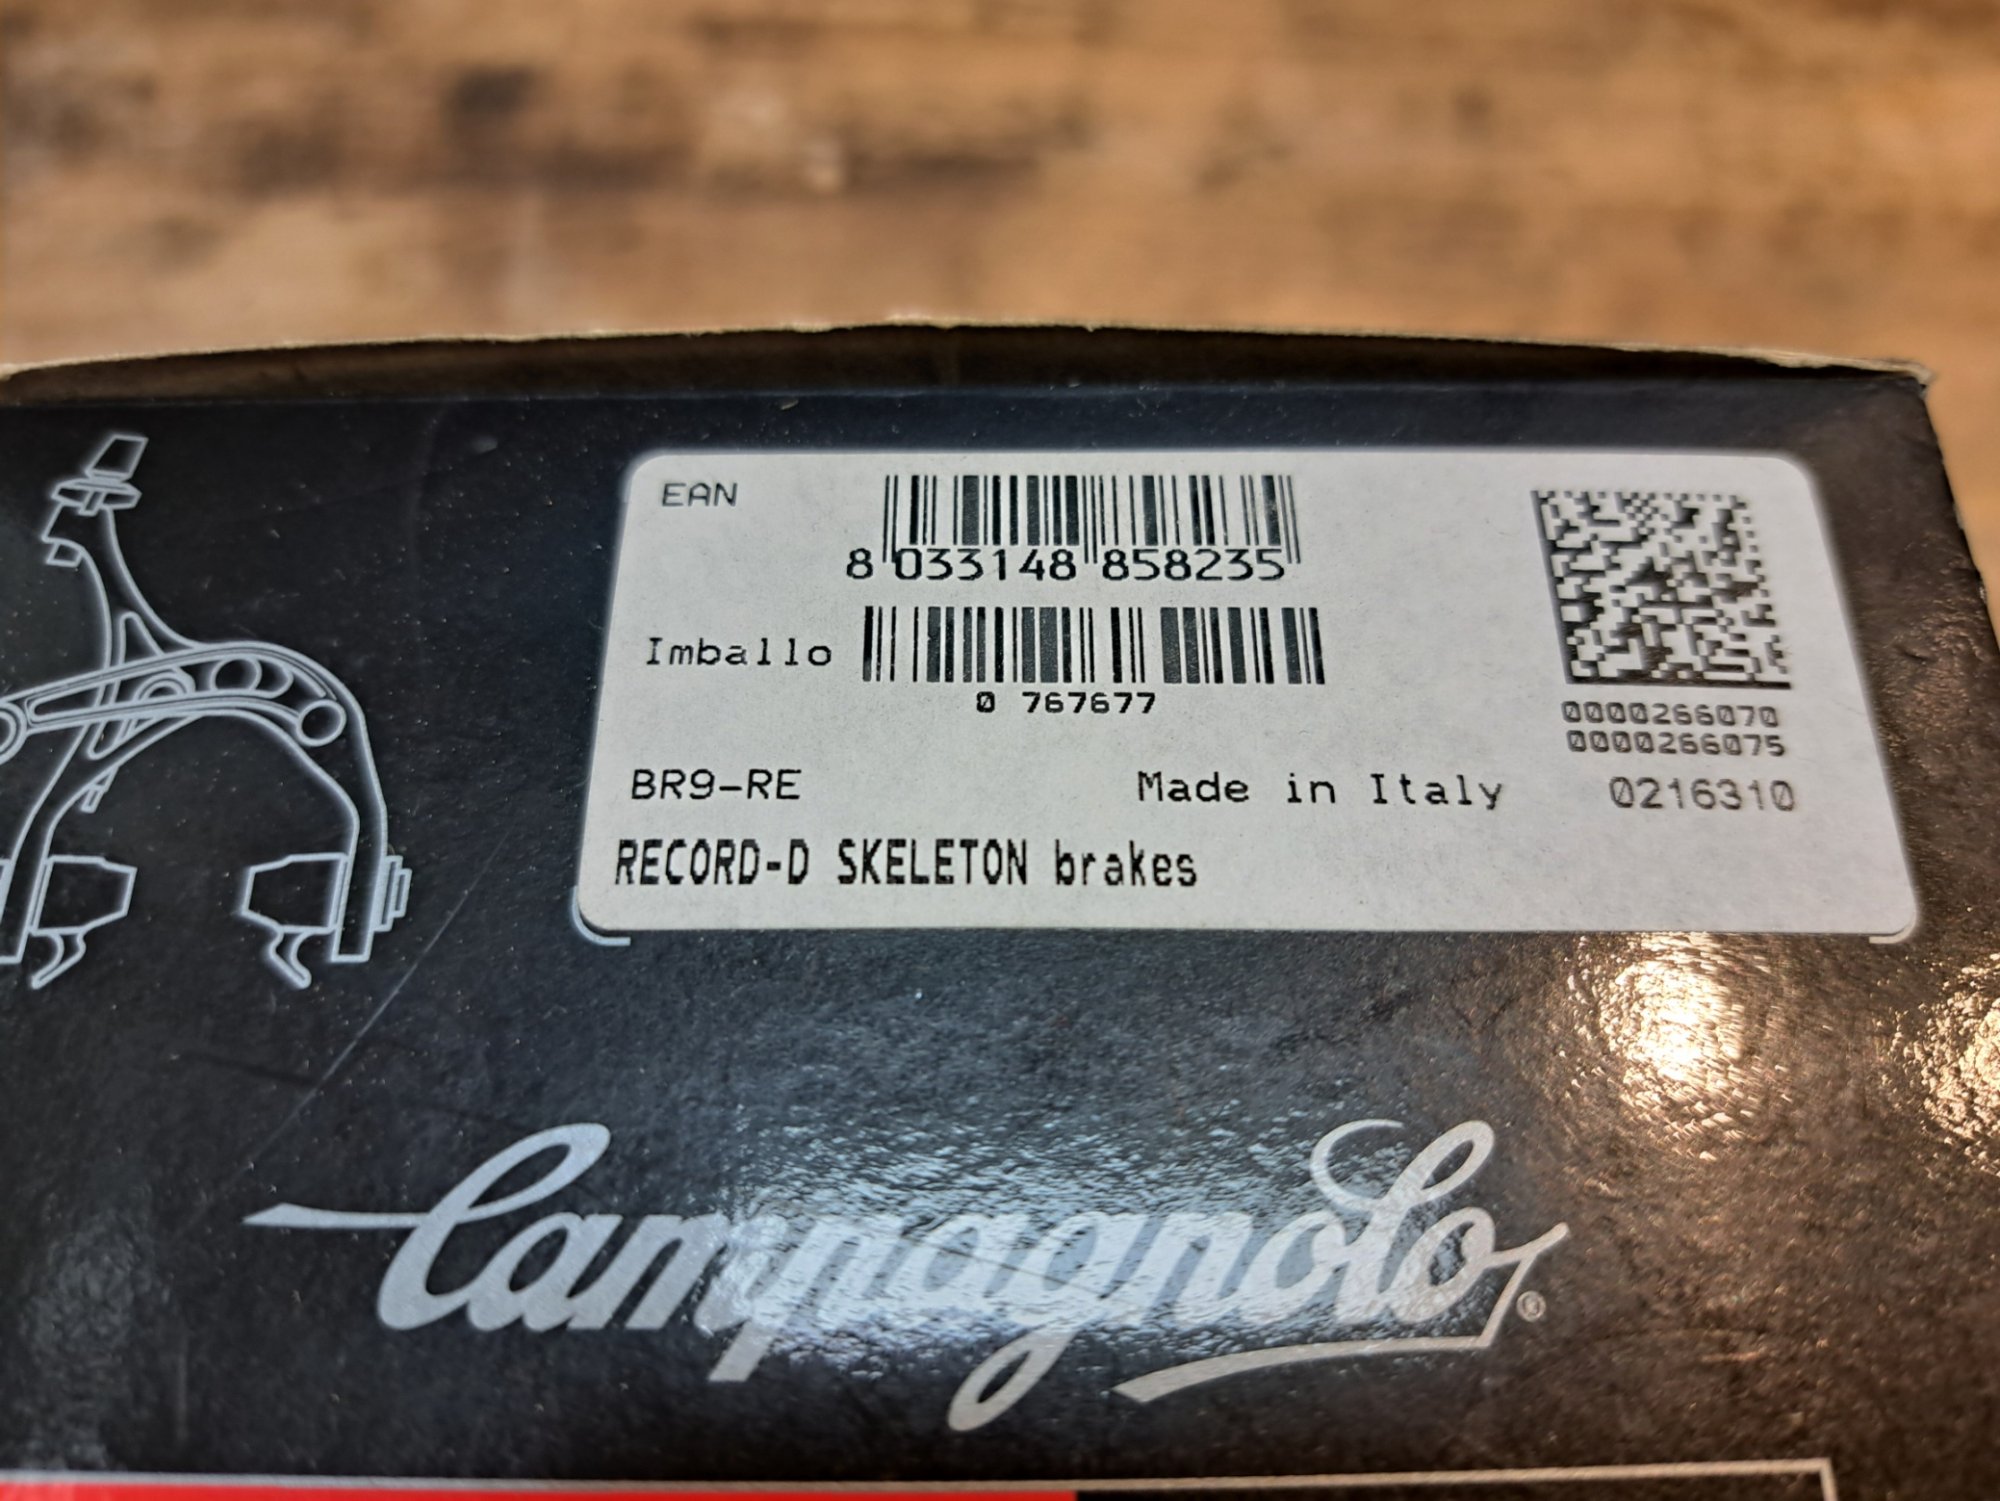 EAN
8 033148 858235
Imballo
0 767677
0000266070
0000266075
BR9-RE Made in Italy 0216310
RECORD-D SKELETON brakes
Campagnolo®